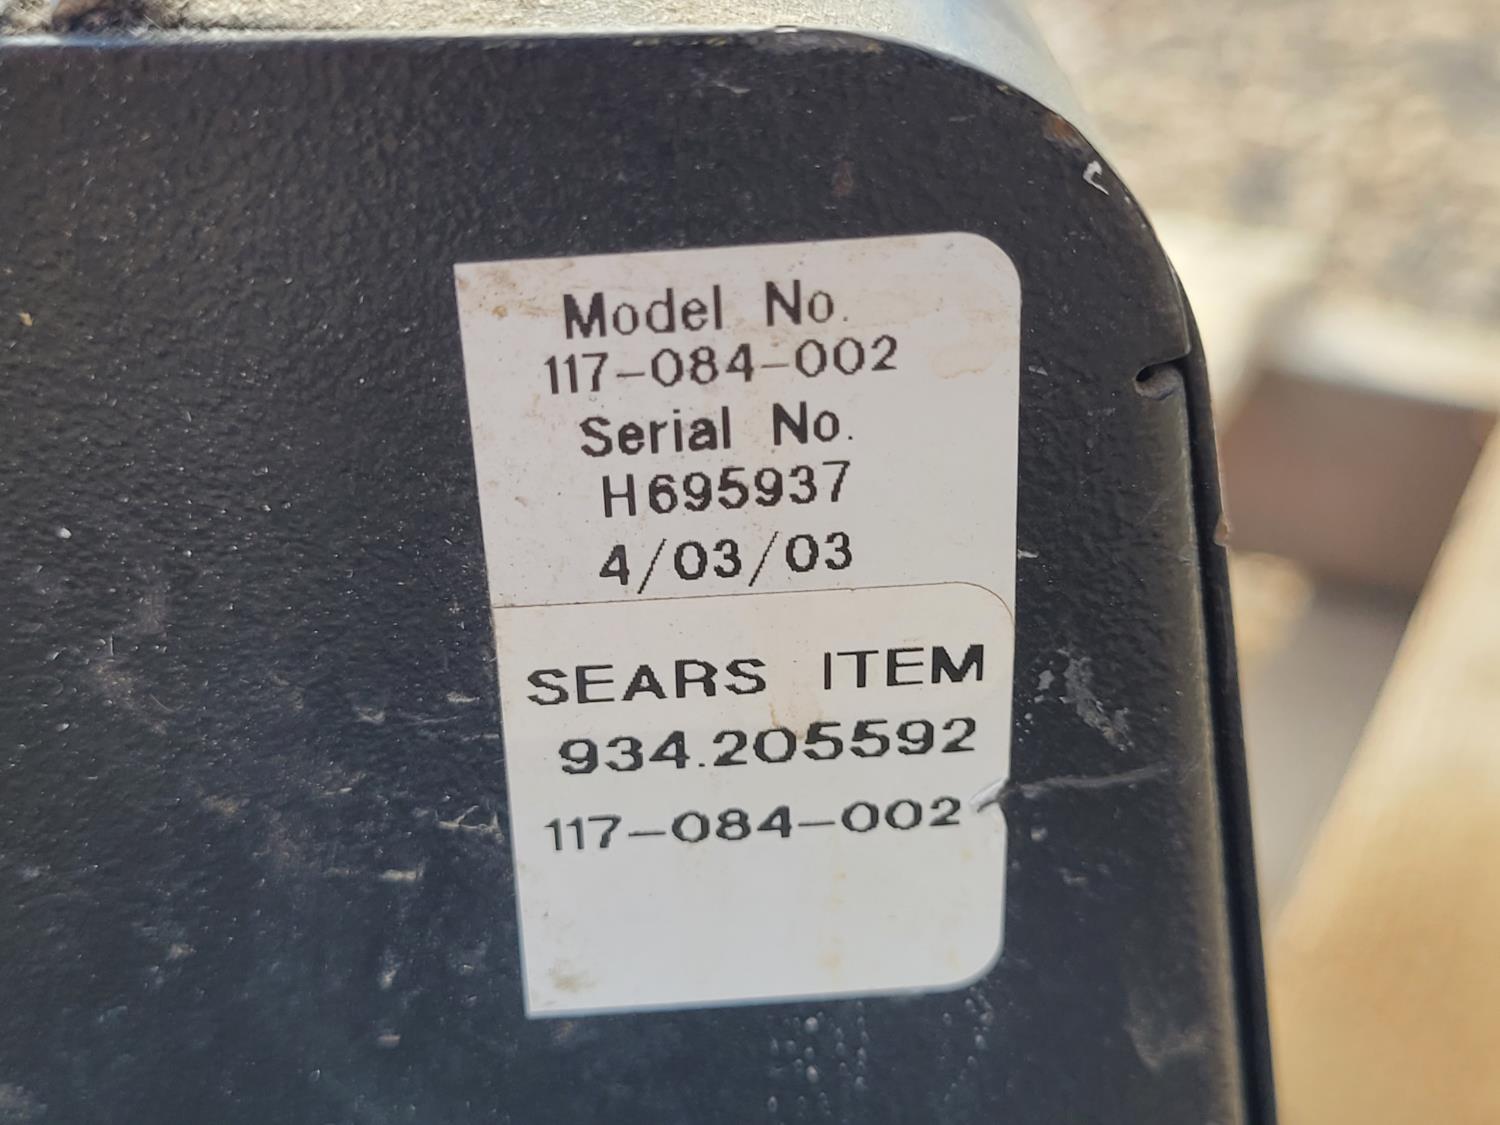 Model No.
117-084-002
Serial No.
H695937
4/03/03
SEARS ITEM
934.205592
117-084-002